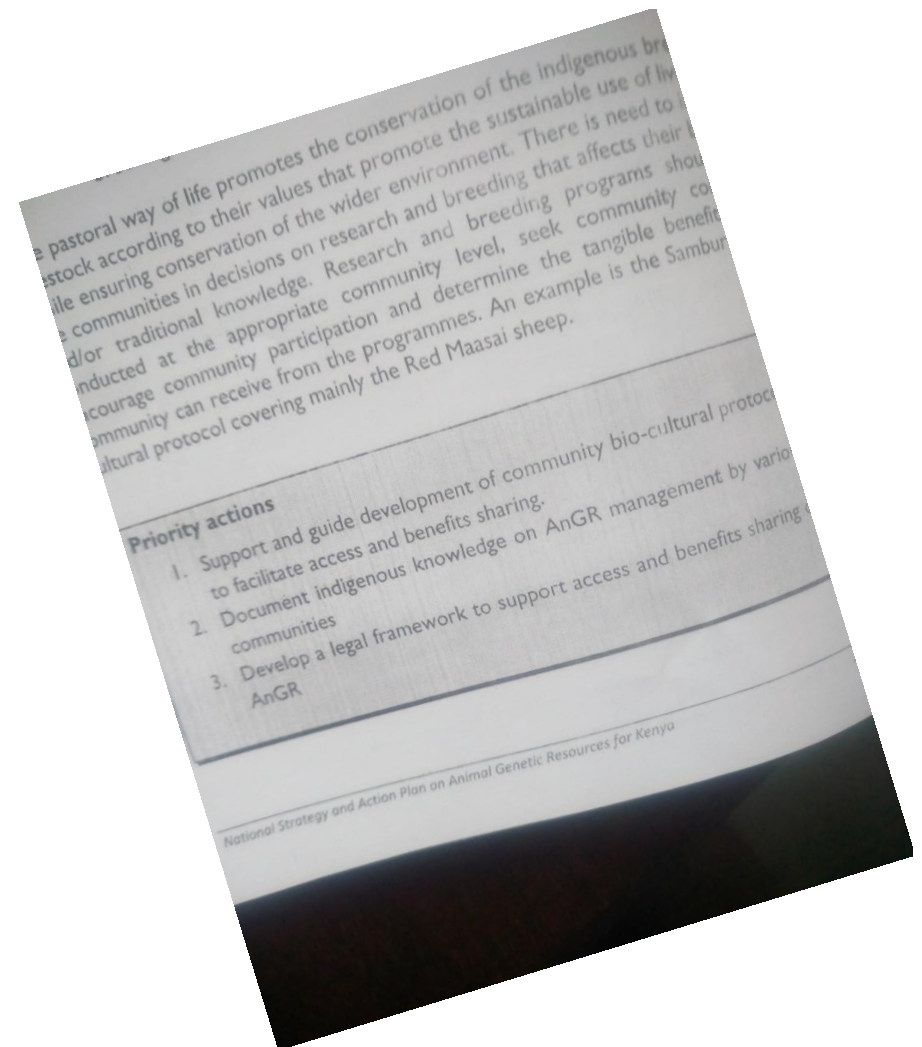 e pastoral way of life promotes the conservation of the indigenous bre
estock according to their values that promote the sustainable use of liv
ile ensuring conservation of the wider environment. There is need to
e communities in decisions on research and breeding that affects their
d/or traditional knowledge. Research and breeding programs shou
nducted at the appropriate community level, seek community co
courage community participation and determine the tangible benefit
ommunity can receive from the programmes. An example is the Sambur
ultural protocol covering mainly the Red Maasai sheep.
Priority actions
1. Support and guide development of community bio-cultural protoco
to facilitate access and benefits sharing.
2. Document indigenous knowledge on AnGR management by vario
communities
3. Develop a legal framework to support access and benefits sharing
AnGR
National Strategy and Action Plan on Animal Genetic Resources for Kenya